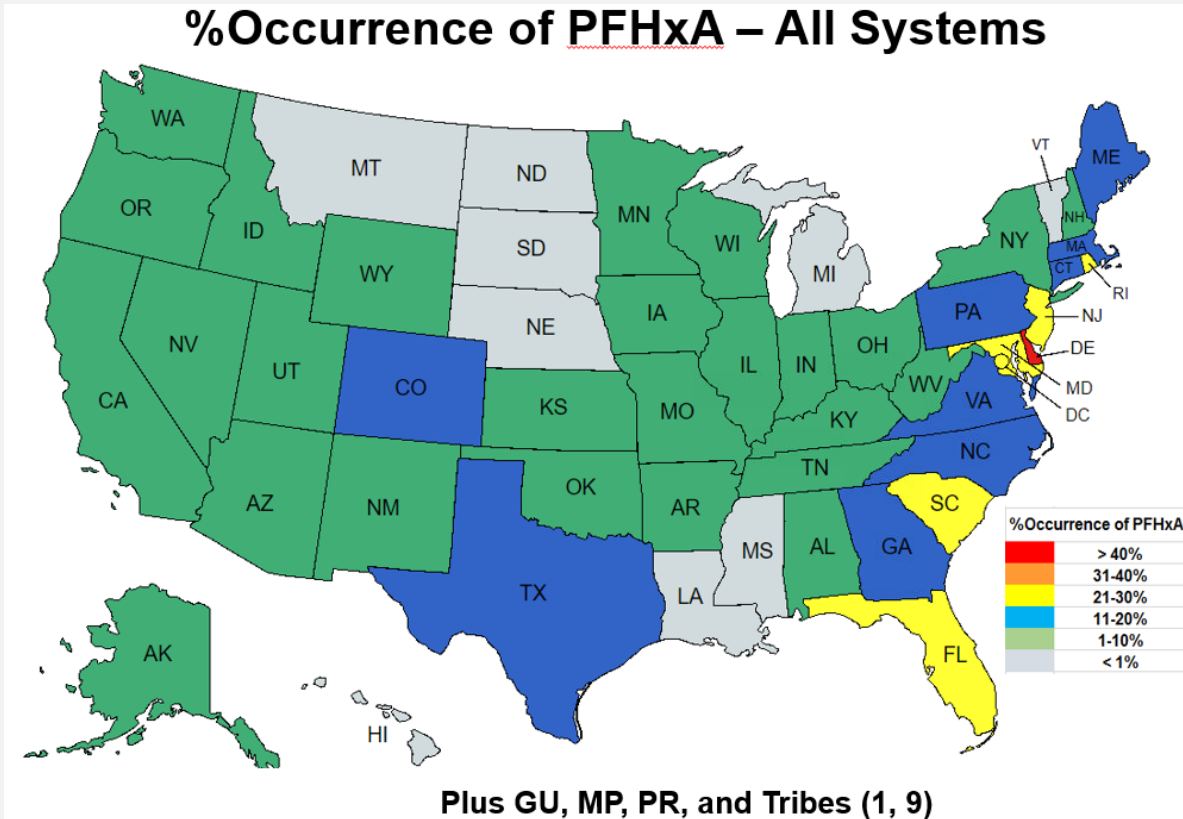 %Occurrence of PFHxA – All Systems
WA
MT
ND
VT
ME
OR
ID
MN
SD
WI
NH
NY
WY
MI
MA
CT
RI
NE
IA
PA
NJ
NV
UT
IL
IN
OH
DE
CO
WV
MD
CA
KS
MO
KY
VA
DC
NC
TN
AZ
NM
OK
AR
SC
MS
AL
GA
TX
LA
AK
FL
HI
%Occurrence of PFHxA
> 40%
31-40%
21-30%
11-20%
1-10%
< 1%
Plus GU, MP, PR, and Tribes (1, 9)